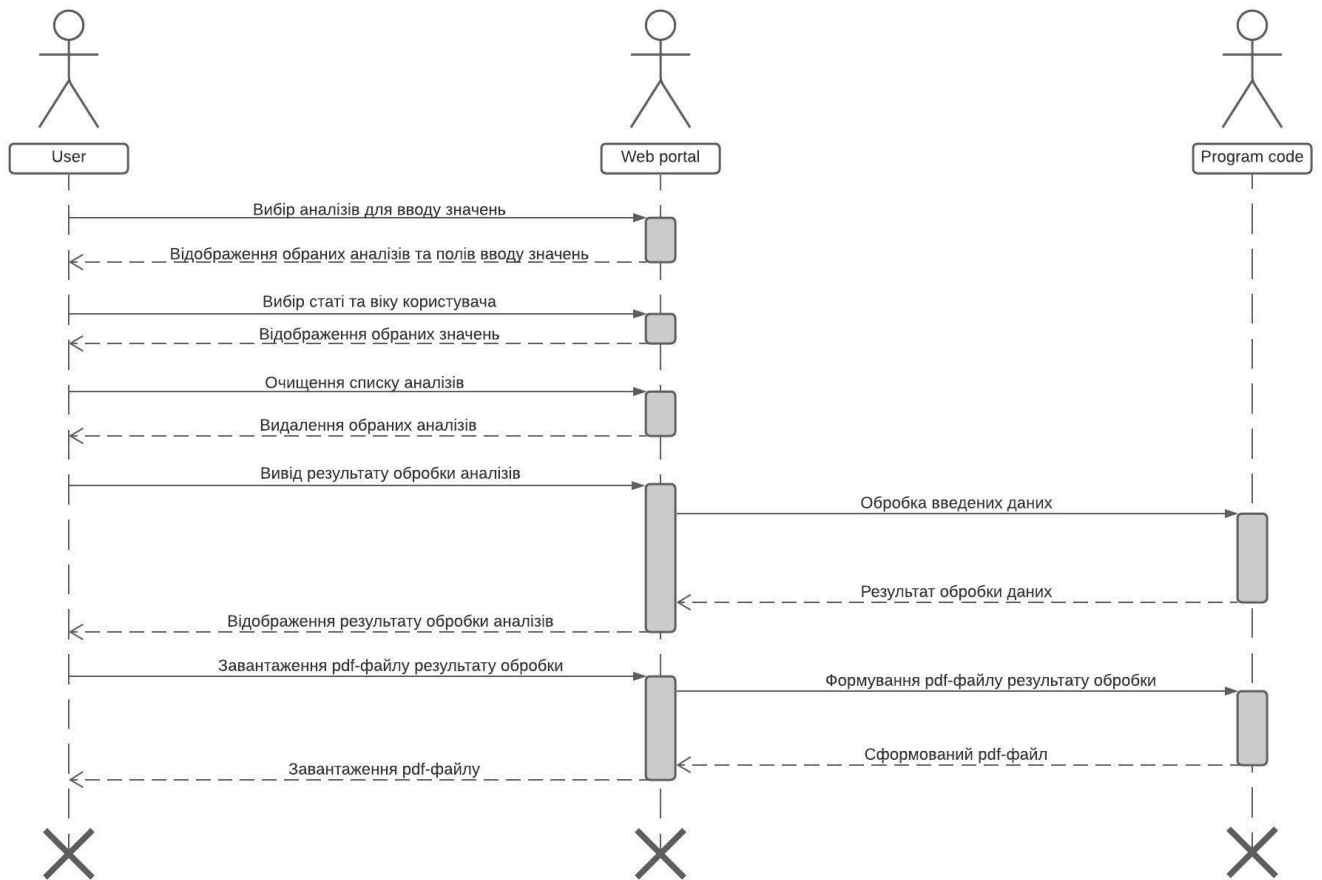 User
Web portal
Program code
Вибір аналізів для вводу значень
Відображення обраних аналізів та полів вводу значень
Вибір статі та віку користувача
Відображення обраних значень
Очищення списку аналізів
Видалення обраних аналізів
Вивід результату обробки аналізів
Обробка введених даних
Результат обробки даних
Відображення результату обробки аналізів
Завантаження pdf-файлу результату обробки
Формування pdf-файлу результату обробки
Сформований pdf-файл
Завантаження pdf-файлу